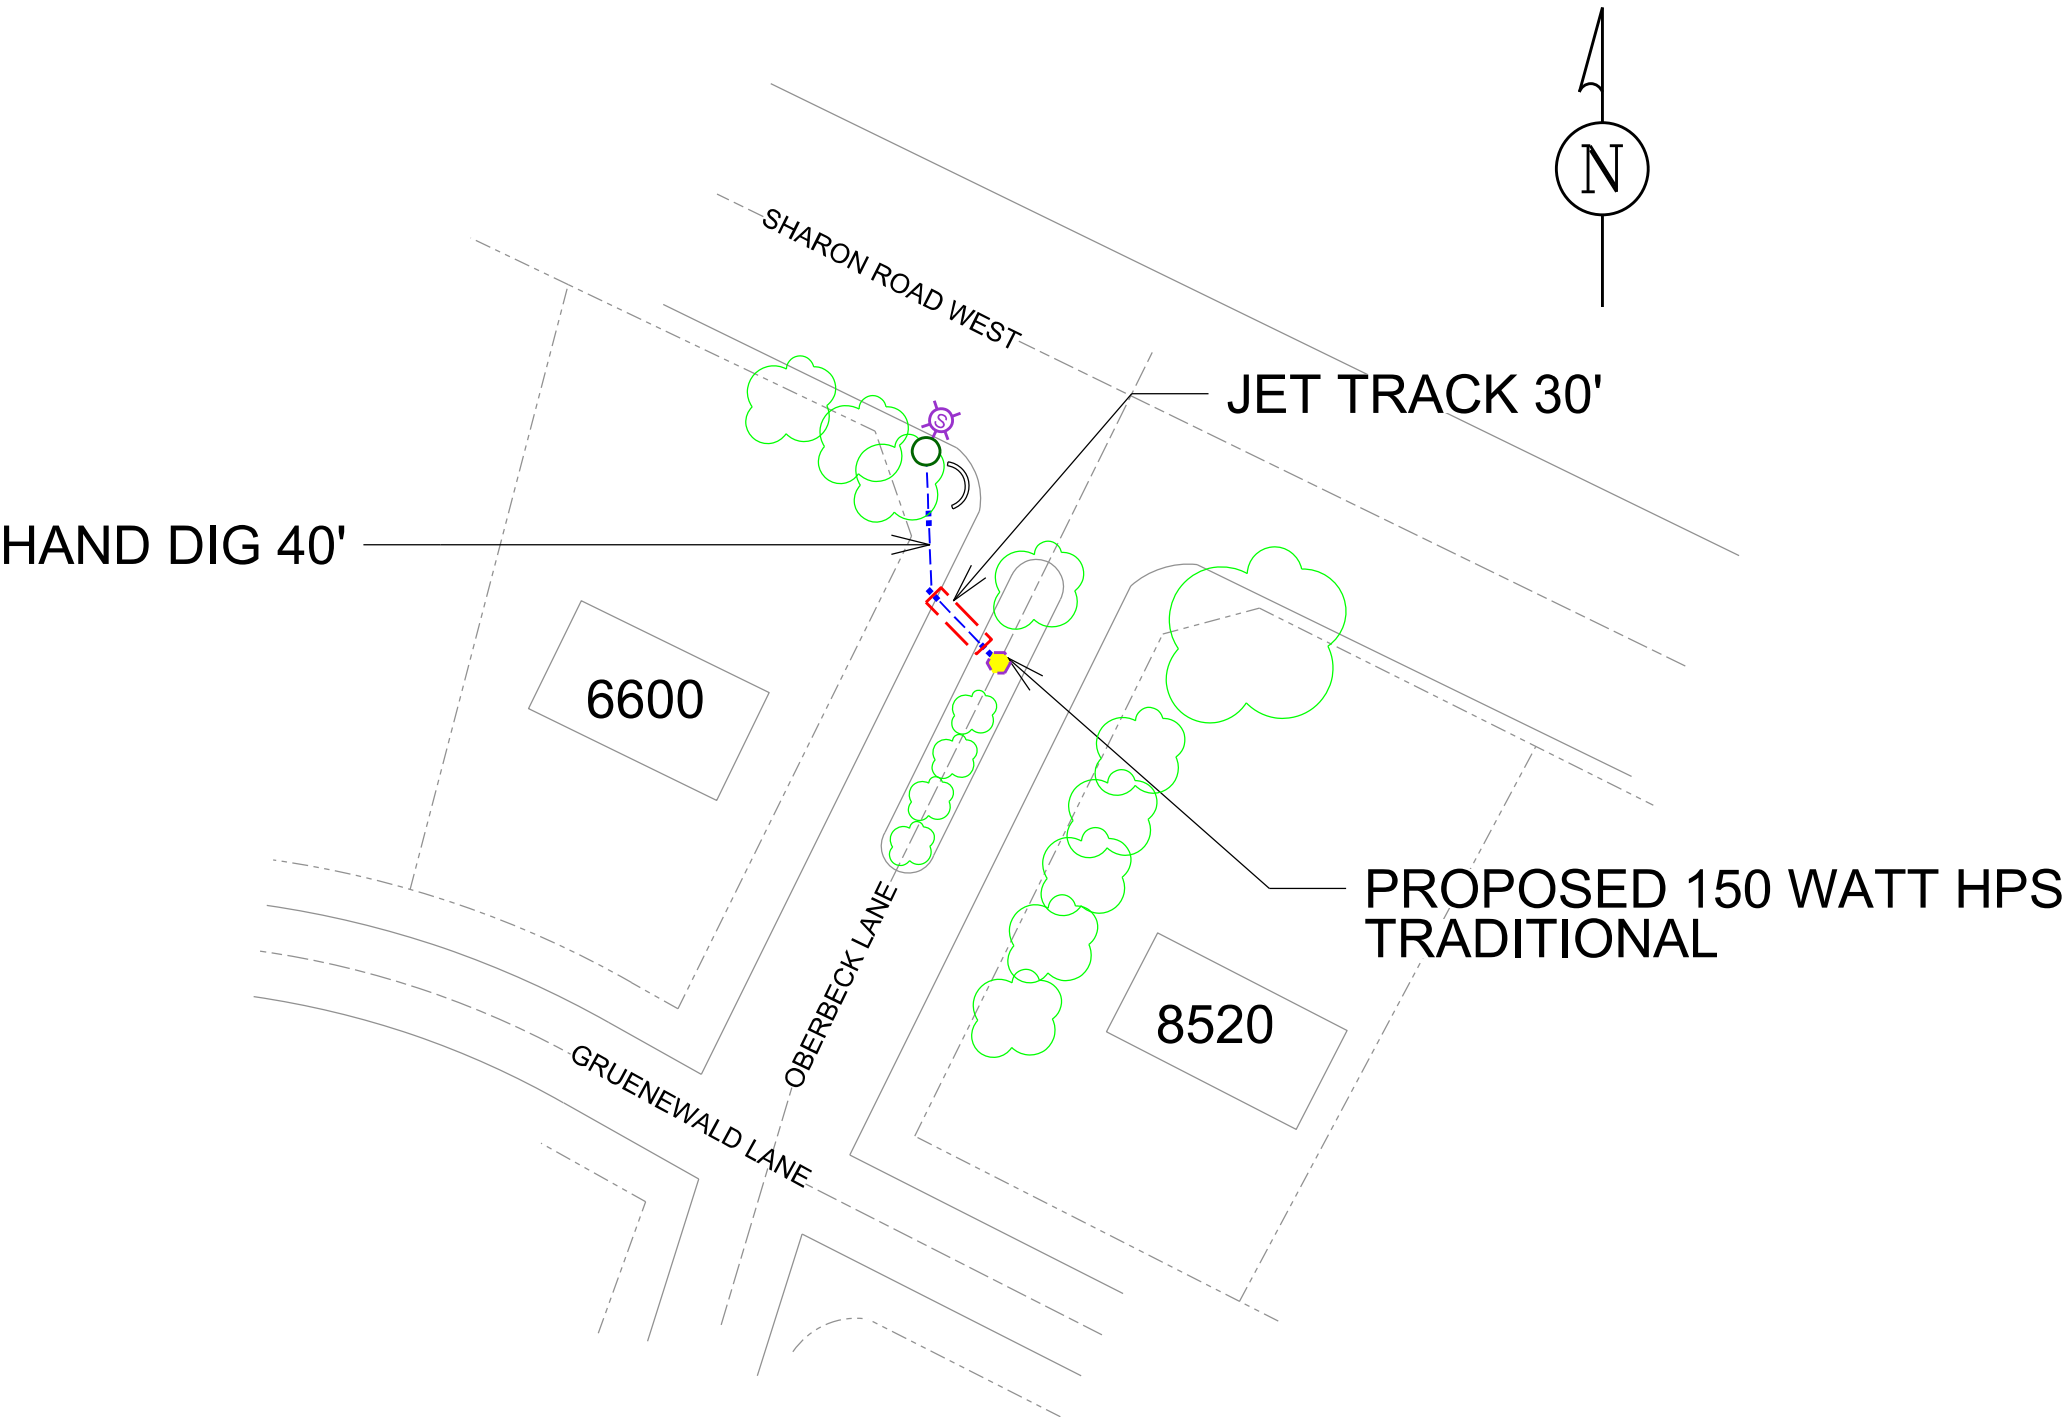 N
SHARON ROAD WEST
JET TRACK 30'
S
HAND DIG 40'
6600
PROPOSED 150 WATT HPS
TRADITIONAL
OBERBECK LANE
8520
GRUENEWALD LANE